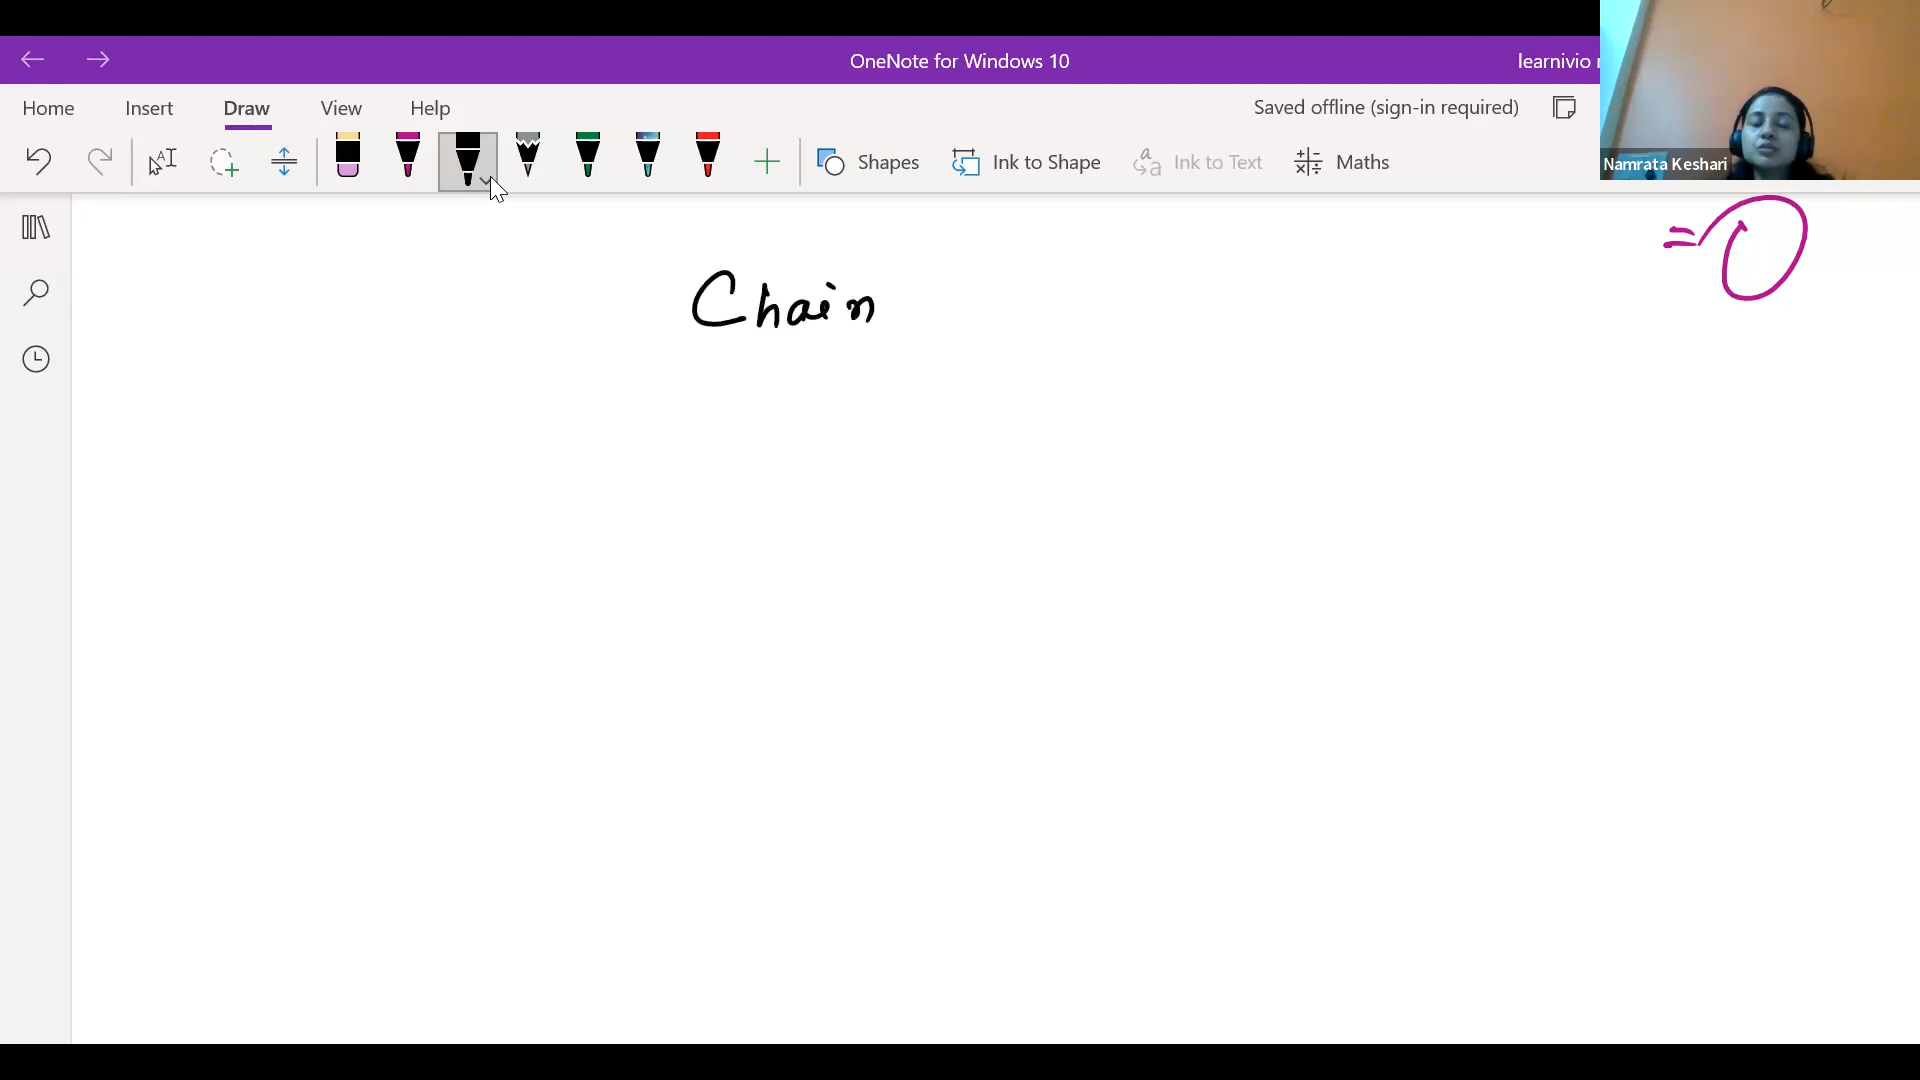 OneNote for Windows 10
learnivio
Home Insert Draw View Help
Saved offline (sign-in required)
Shapes Ink to Shape Ink to Text Maths
Namrata Keshari
= 0
Chain